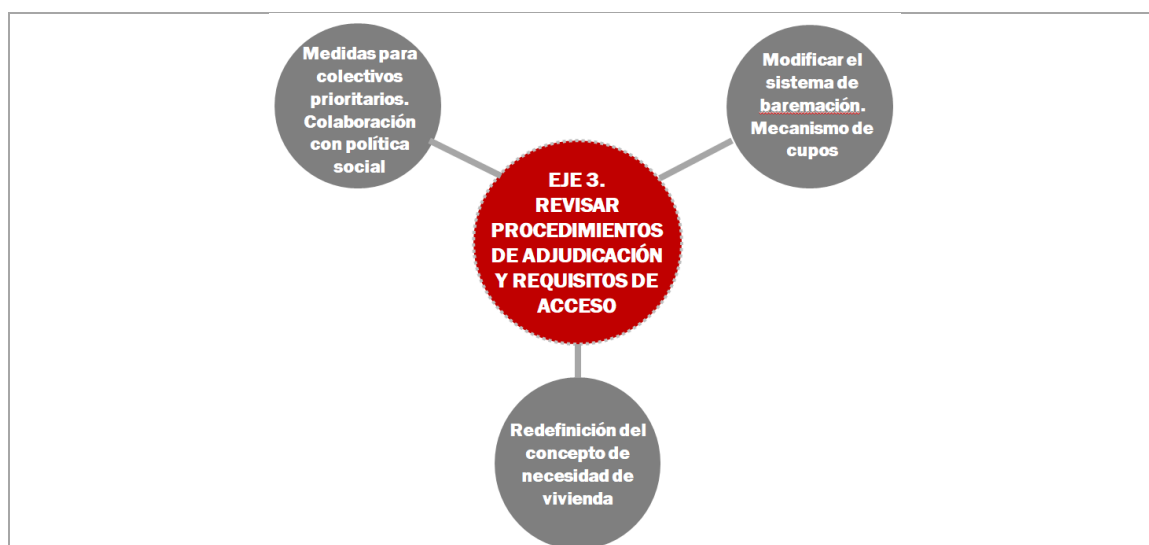 Medidas para
colectivos
prioritarios.
Colaboración
con política
social
Modificar el
sistema de
baremación.
Mecanismo de
cupos
EJE 3.
REVISAR
PROCEDIMIENTOS
DE ADJUDICACIÓN
Y REQUISITOS DE
ACCESO
Redefinición del
concepto de
necesidad de
vivienda